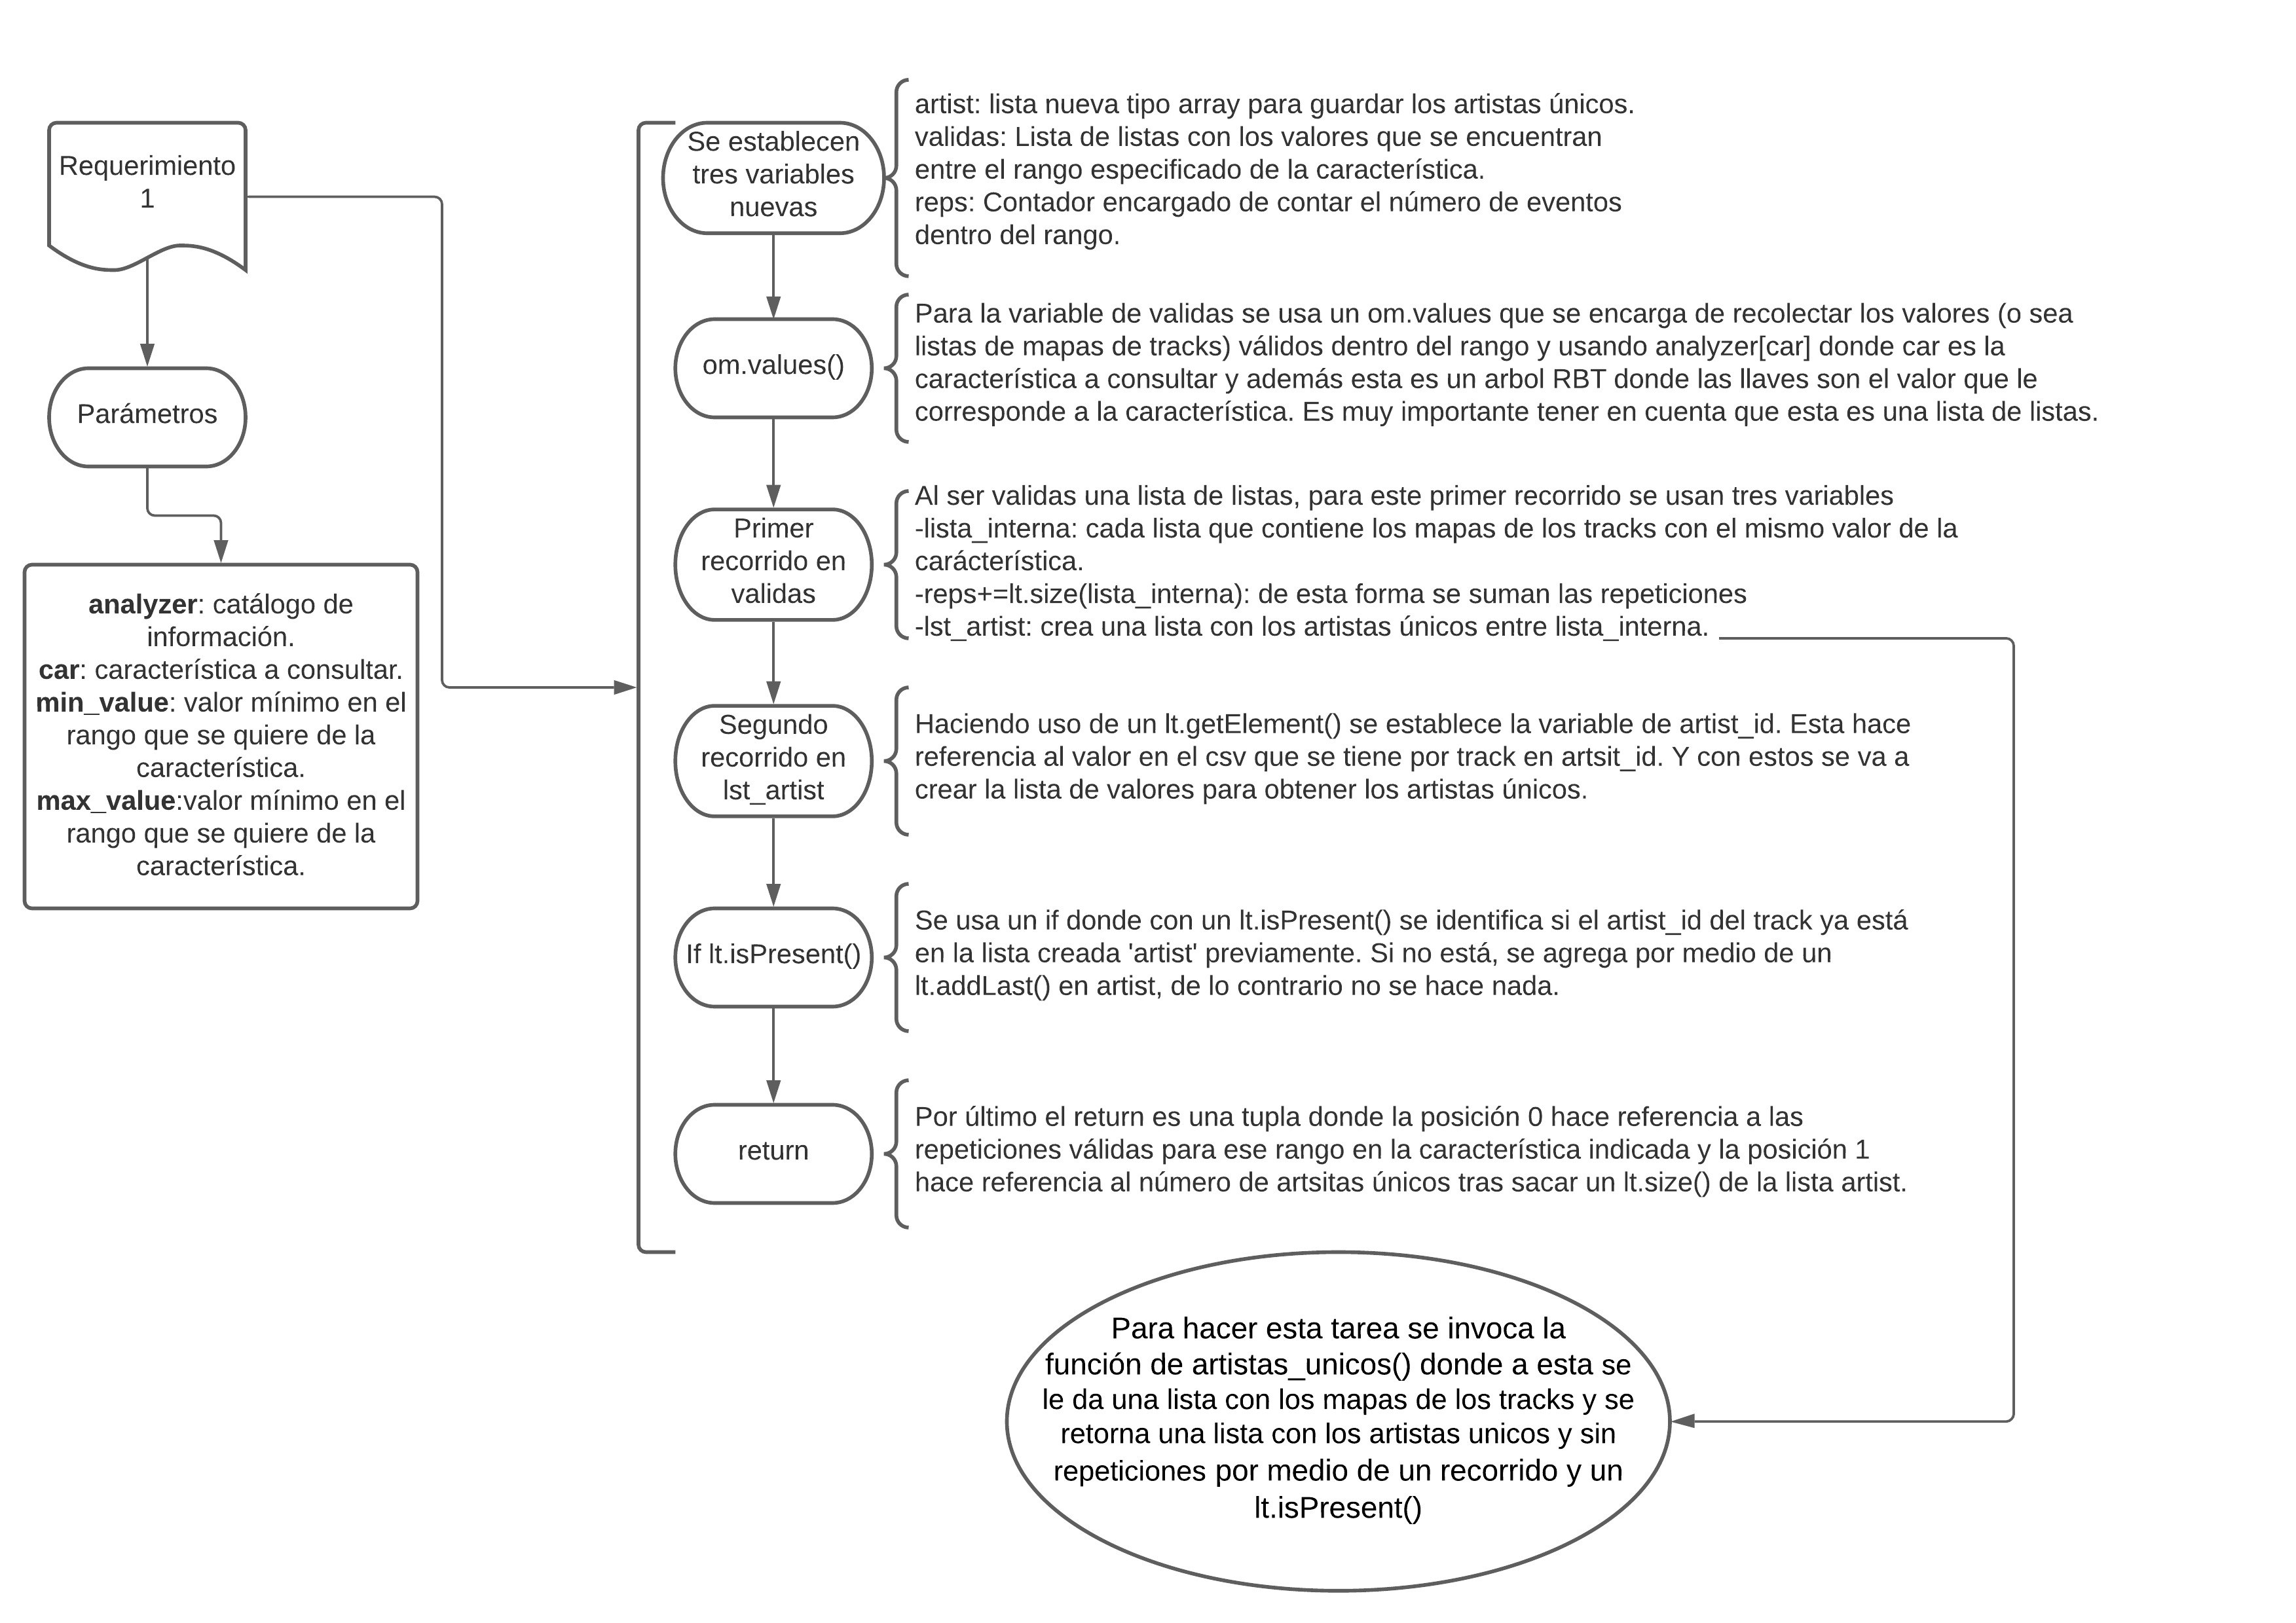 Requerimiento
1
Parámetros
analyzer: catálogo de
información.
car: característica a consultar.
min_value: valor mínimo en el
rango que se quiere de la
característica.
max_value:valor mínimo en el
rango que se quiere de la
característica.
Se establecen
tres variables
nuevas
artist: lista nueva tipo array para guardar los artistas únicos.
validas: Lista de listas con los valores que se encuentran
entre el rango especificado de la característica.
reps: Contador encargado de contar el número de eventos
dentro del rango.
om.values()
Para la variable de validas se usa un om.values que se encarga de recolectar los valores (o sea
listas de mapas de tracks) válidos dentro del rango y usando analyzer[car] donde car es la
característica a consultar y además esta es un arbol RBT donde las llaves son el valor que le
corresponde a la característica. Es muy importante tener en cuenta que esta es una lista de listas.
Primer
recorrido en
validas
Al ser validas una lista de listas, para este primer recorrido se usan tres variables
-lista_interna: cada lista que contiene los mapas de los tracks con el mismo valor de la
carácterística.
-reps+=lt.size(lista_interna): de esta forma se suman las repeticiones
-lst_artist: crea una lista con los artistas únicos entre lista_interna.
Segundo
recorrido en
lst_artist
Haciendo uso de un lt.getElement() se establece la variable de artist_id. Esta hace
referencia al valor en el csv que se tiene por track en artsit_id. Y con estos se va a
crear la lista de valores para obtener los artistas únicos.
If lt.isPresent()
Se usa un if donde con un lt.isPresent() se identifica si el artist_id del track ya está
en la lista creada 'artist' previamente. Si no está, se agrega por medio de un
lt.addLast() en artist, de lo contrario no se hace nada.
return
Por último el return es una tupla donde la posición 0 hace referencia a las
repeticiones válidas para ese rango en la característica indicada y la posición 1
hace referencia al número de artsitas únicos tras sacar un lt.size() de la lista artist.
Para hacer esta tarea se invoca la
función de artistas_unicos() donde a esta se
le da una lista con los mapas de los tracks y se
retorna una lista con los artistas unicos y sin
repeticiones por medio de un recorrido y un
lt.isPresent()